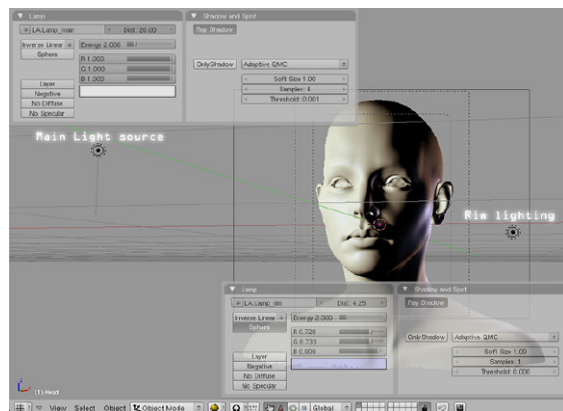 Lamp
LA:Lamp_main
Dist: 20.00
Inverse Linear
Energy 2.000
Sphere
R 1.000
G 1.000
B 1.000
Layer
Negative
No Diffuse
No Specular
Shadow and Spot
Ray Shadow
OnlyShadow
Adaptive QMC
Soft Size 1.00
Samples: 4
Threshold: 0.001
Main Light source
Rim lighting
Lamp
Dist: 4.25
Inverse Linear
Energy 2.000
Sphere
R 0.728
G 0.733
Layer
Negative
No Diffuse
No Specular
Shadow and Spot
Ray Shadow
OnlyShadow
Adaptive QMC
Soft Size 1.00
Samples: 1
(1) Head
View Select Object Object Mode Global